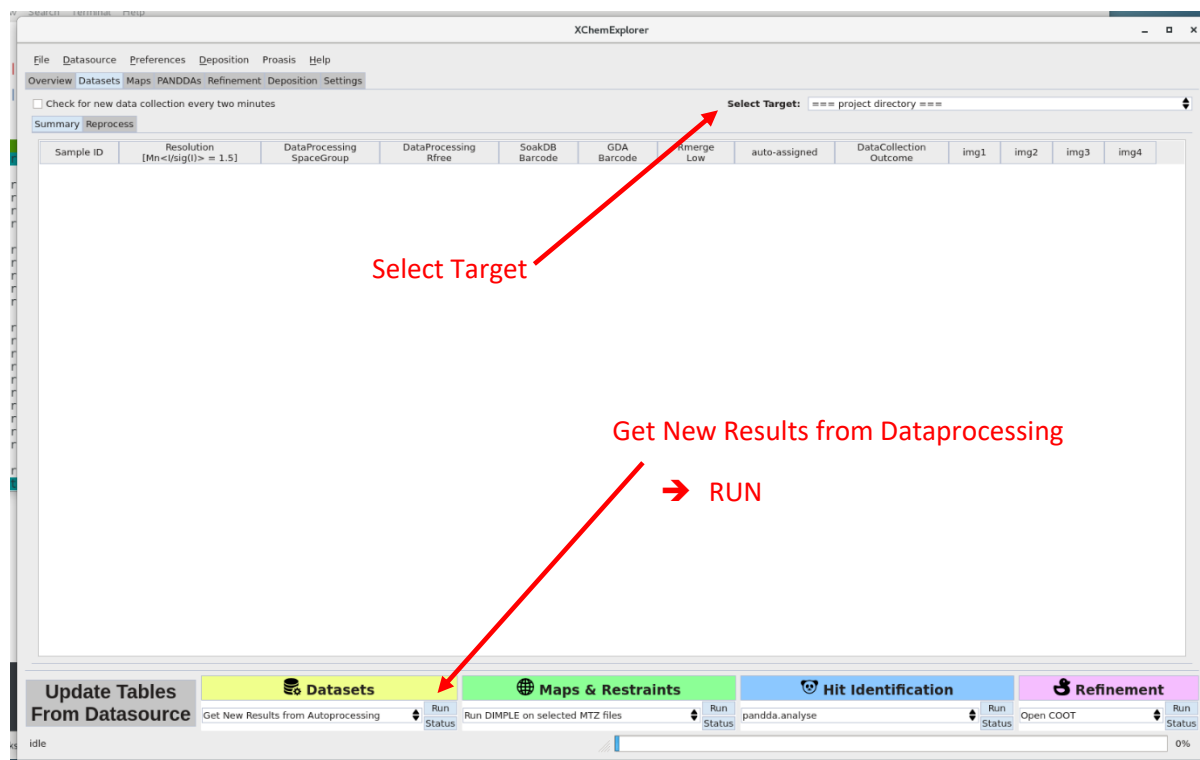 Search Terminal Help
XChemExplorer
File Datasource Preferences Deposition Proasis Help
Overview Datasets Maps PANDDAs Refinement Deposition Settings
Check for new data collection every two minutes
Select Target: === project directory ===
Summary Reprocess
Sample ID
Resolution
[Mn<I/sig(I)> = 1.5]
DataProcessing
SpaceGroup
DataProcessing
Rfree
SoakDB
Barcode
GDA
Barcode
Rmerge
Low
auto-assigned
DataCollection
Outcome
img1
img2
img3
img4
Select Target
Get New Results from Dataprocessing
➔ RUN
Update Tables
From Datasource
Datasets
Get New Results from Autoprocessing
Run
Status
Maps & Restraints
Run DIMPLE on selected MTZ files
Run
Status
Hit Identification
pandda.analyse
Run
Status
Refinement
Open COOT
Run
Status
idle
0%